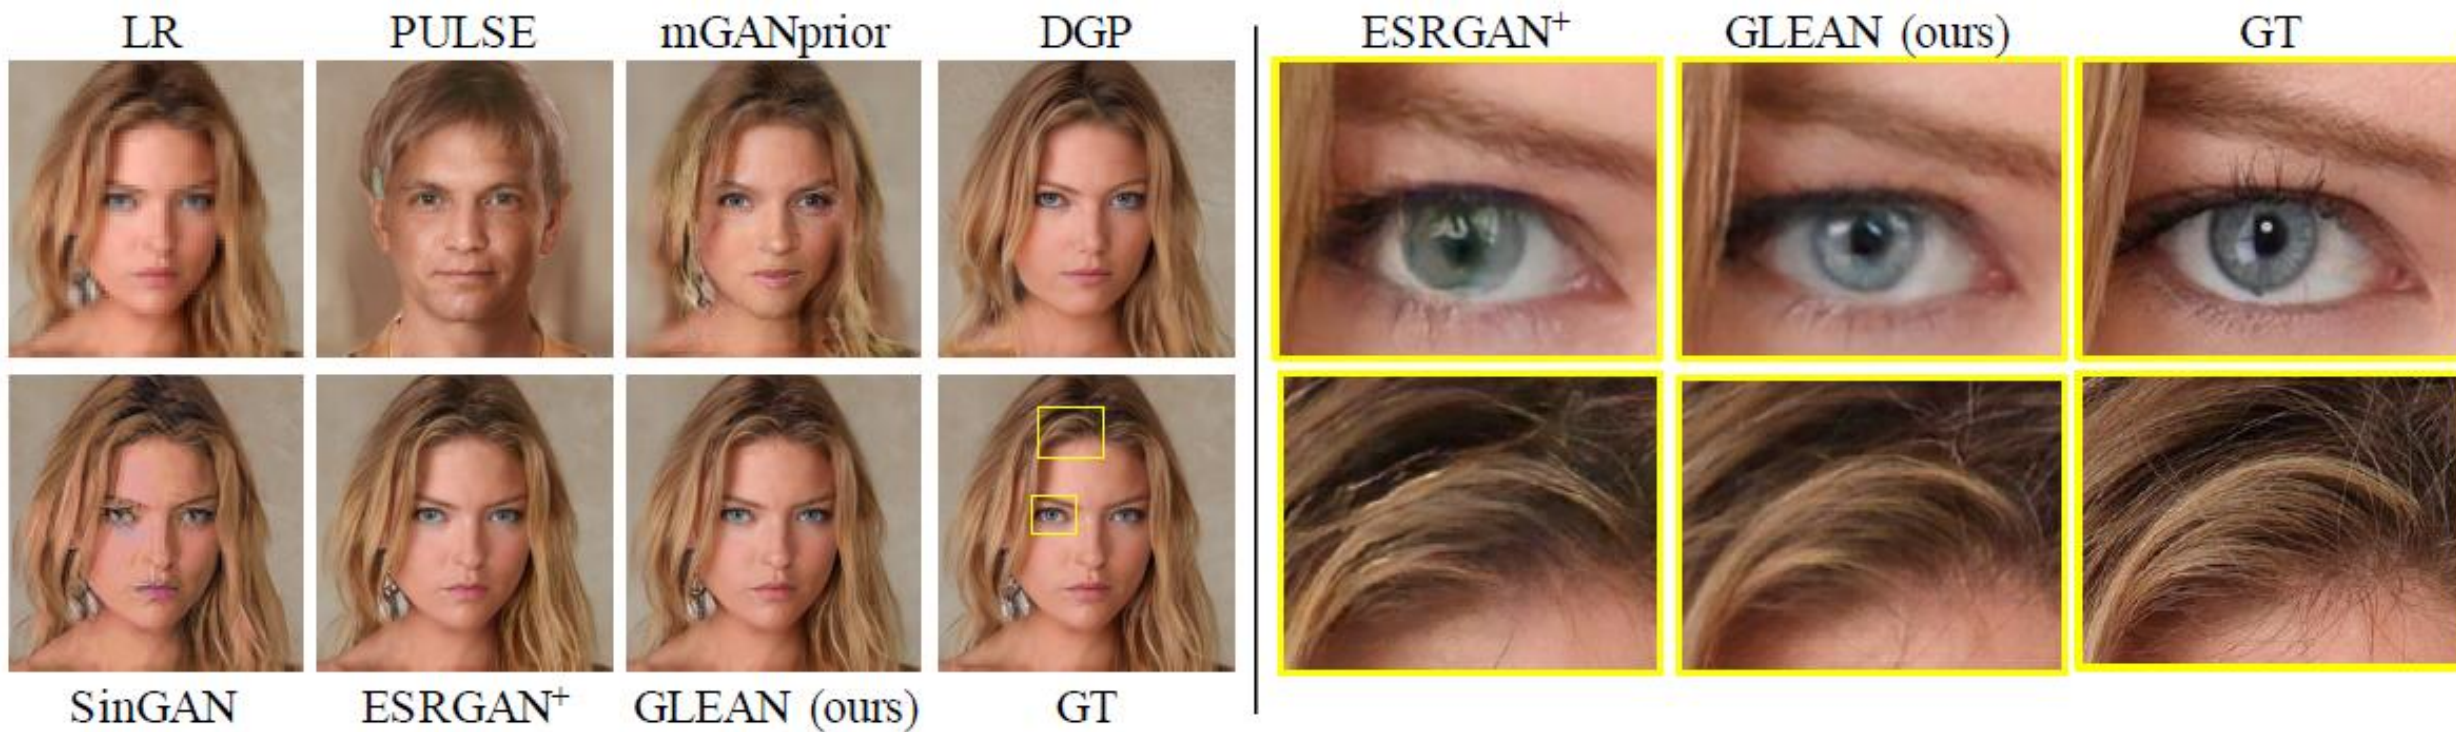 LR PULSE mGANprior DGP ESRGAN+ GLEAN (ours) GT
SinGAN ESRGAN+ GLEAN (ours) GT